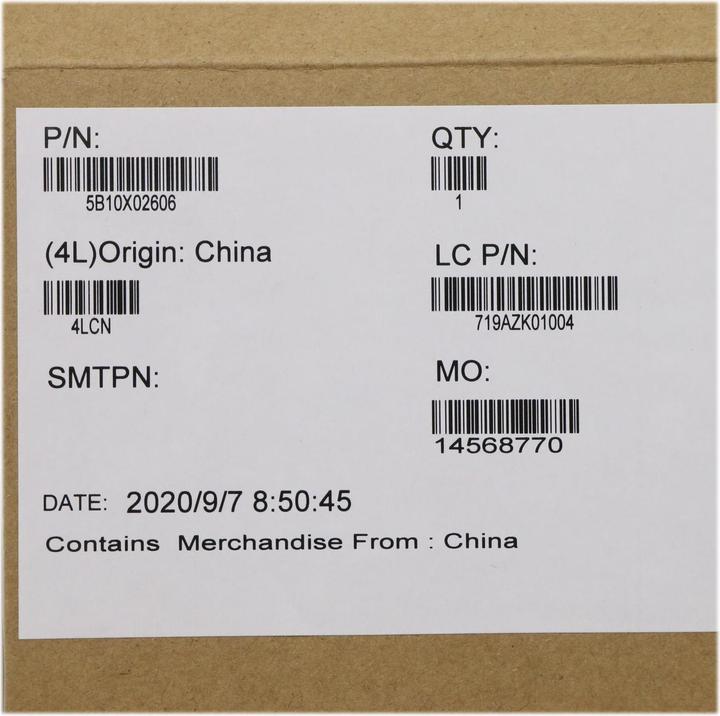 P/N:
5B10X02606
QTY:
1
(4L)Origin: China
4LCN
LC P/N:
719AZK01004
SMTPN:
MO:
14568770
DATE: 2020/9/7 8:50:45
Contains Merchandise From : China